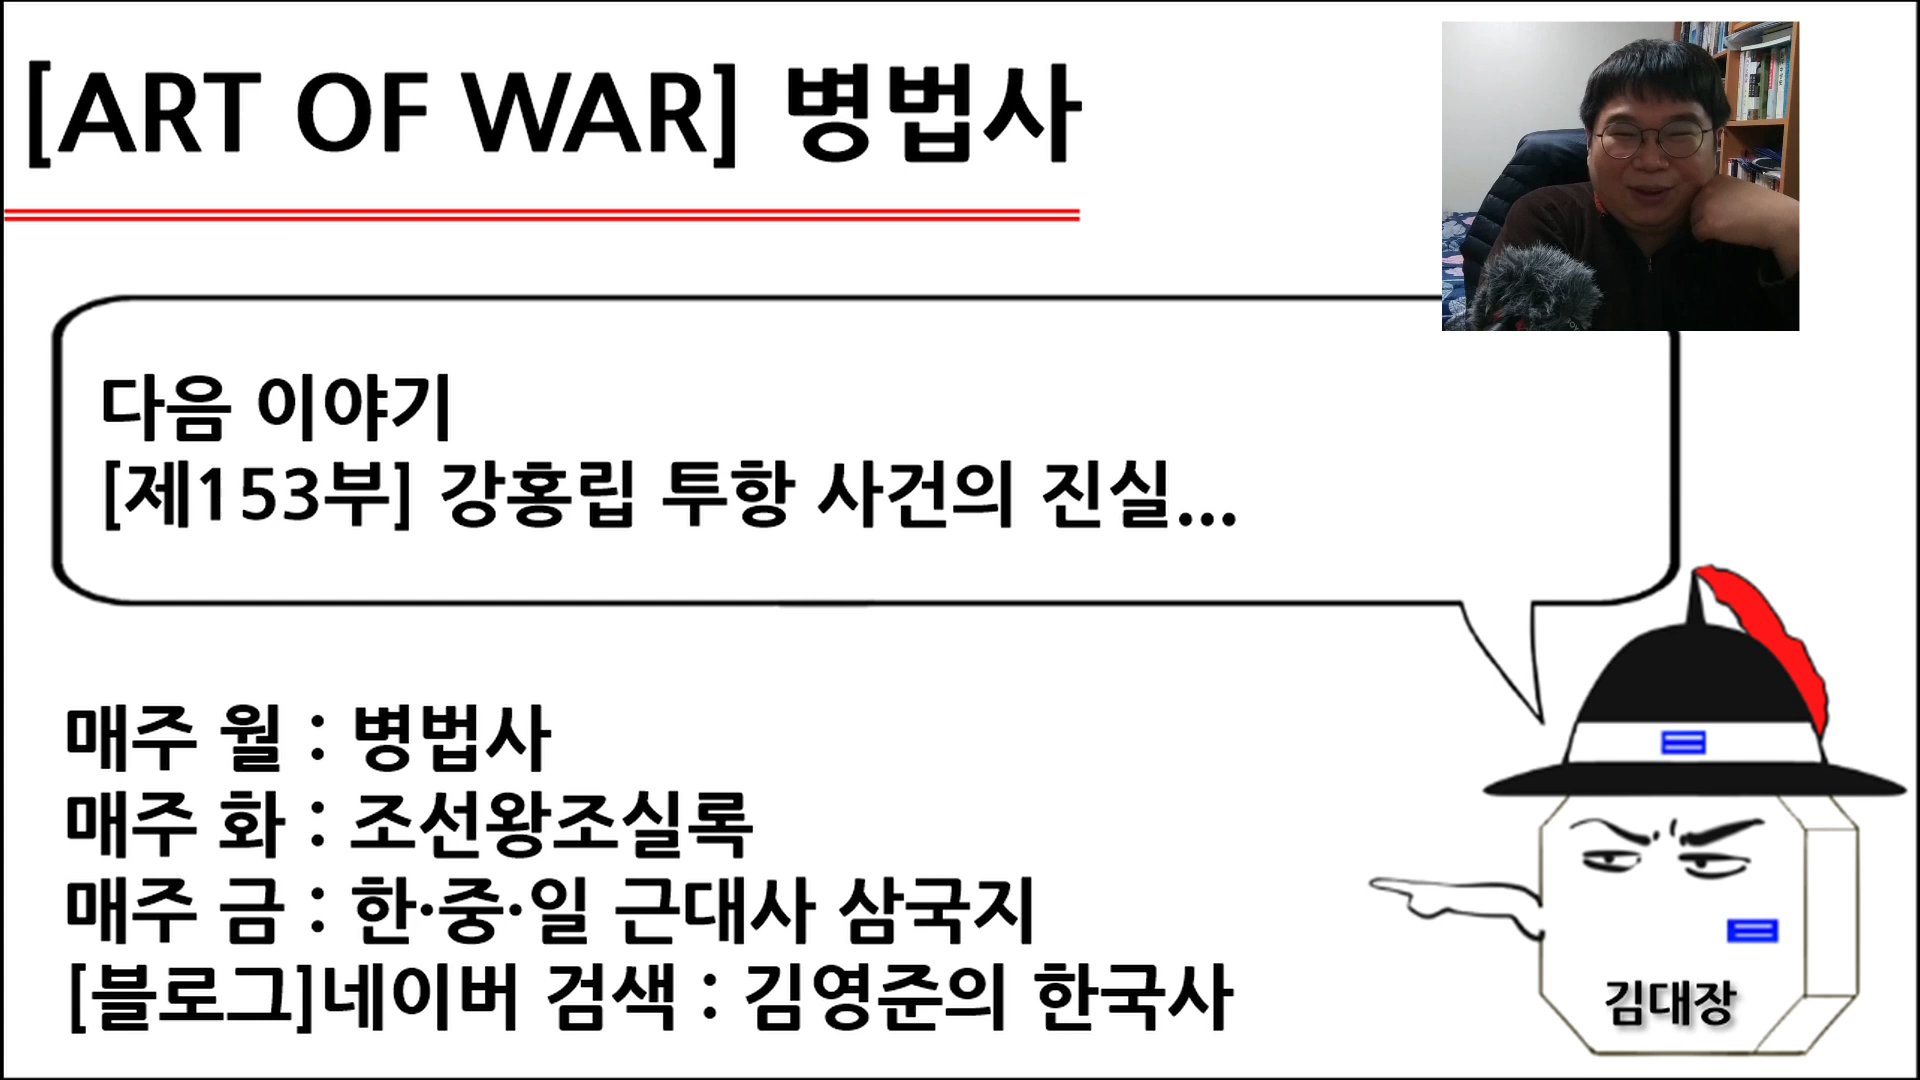 [ART OF WAR] 병법사
다음 이야기
[제153부] 강홍립 투항 사건의 진실...
매주 월 : 병법사
매주 화 : 조선왕조실록
매주 금 : 한·중·일 근대사 삼국지
[블로그]네이버 검색 : 김영준의 한국사
김대장